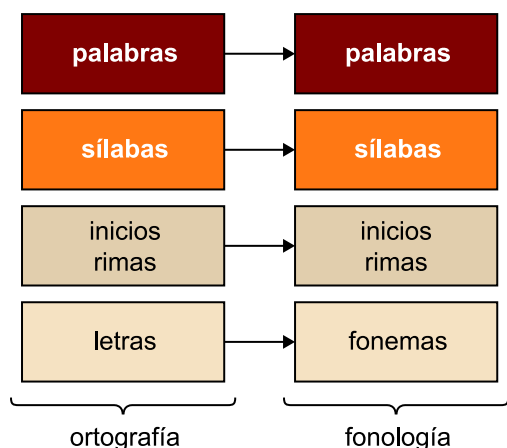 palabras palabras
sílabas sílabas
inicios inicios
rimas rimas
letras fonemas
ortografía fonología